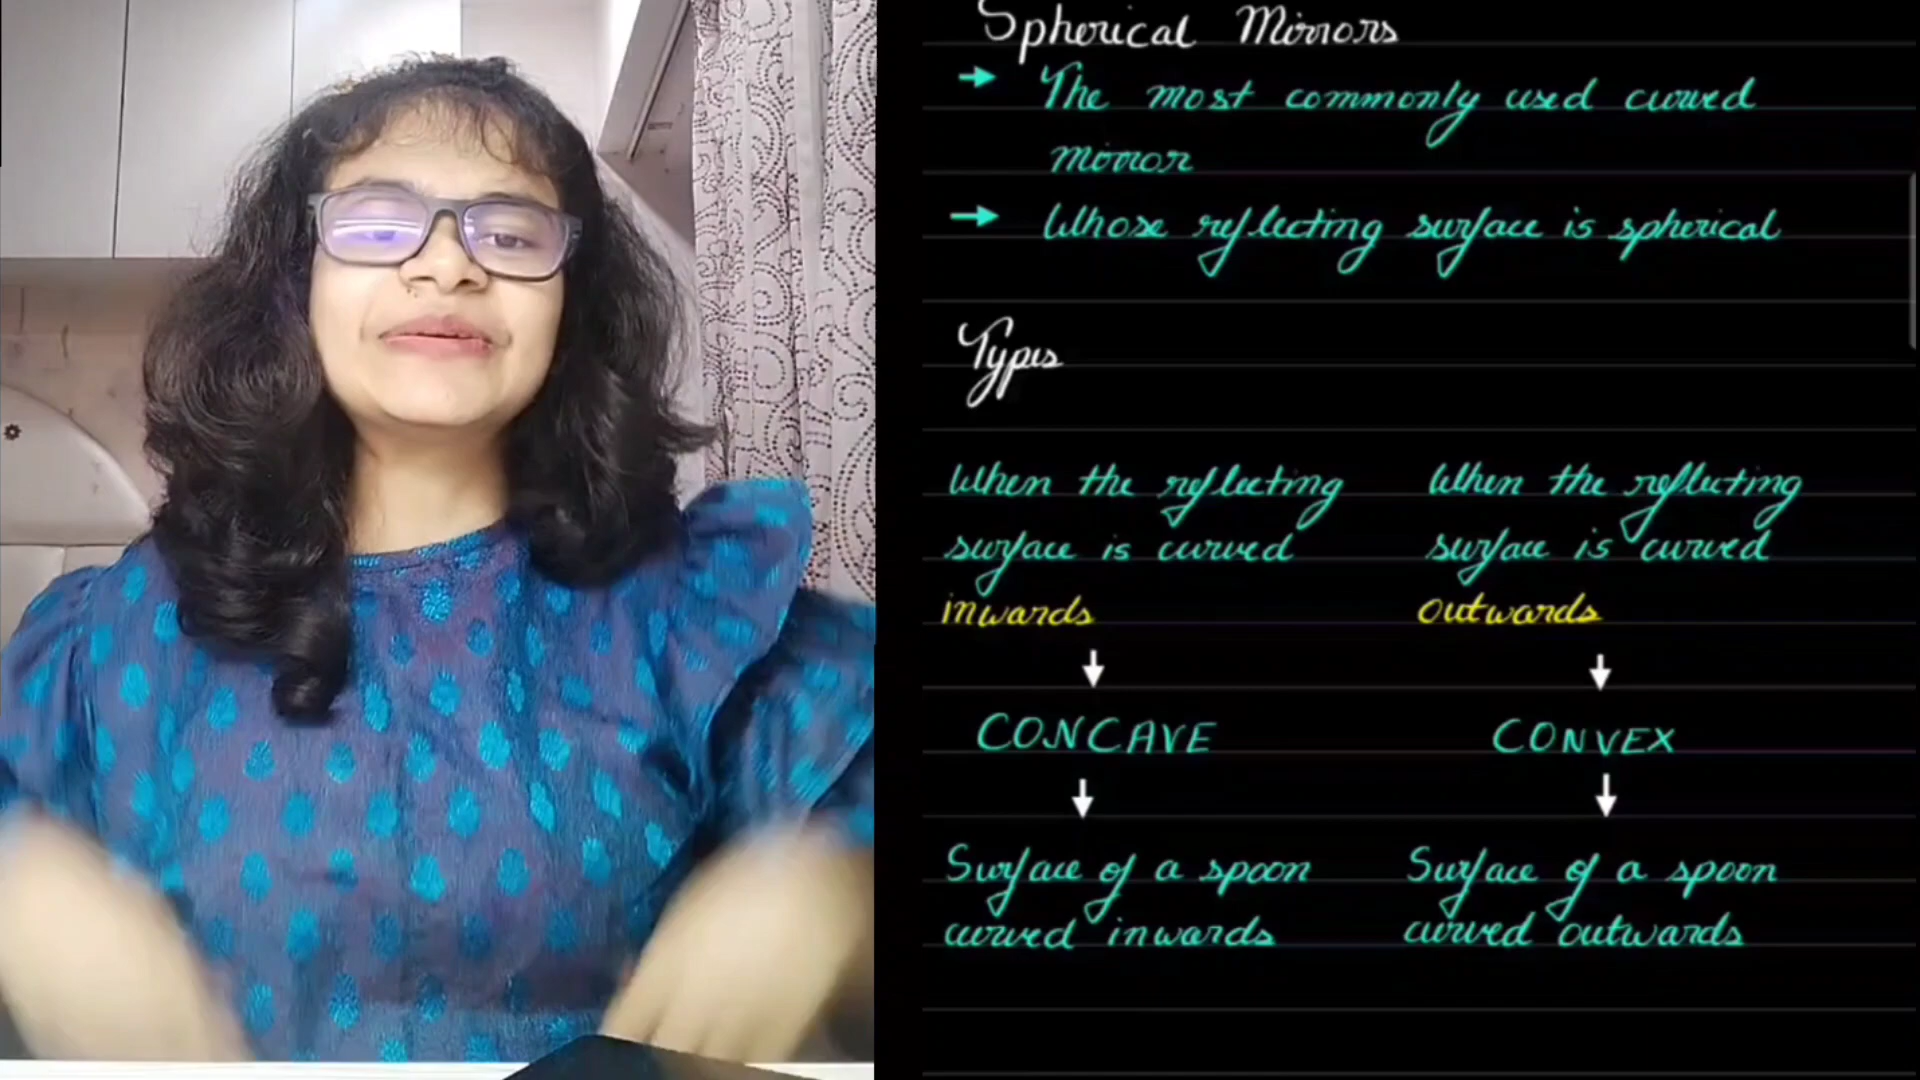 Spherical Mirrors
→ The most commonly used curved
mirror
→ Whose reflecting surface is spherical
Types
When the reflecting
surface is curved
inwards
↓
CONCAVE
↓
Surface of a spoon
curved inwards
When the reflecting
surface is curved
outwards
↓
CONVEX
↓
Surface of a spoon
curved outwards